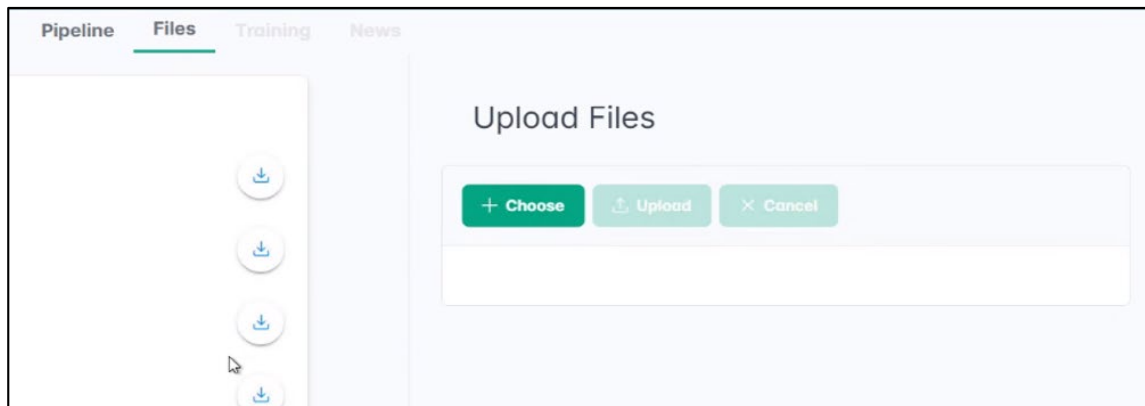 Pipeline Files Training News
Upload Files
+ Choose Upload × Cancel